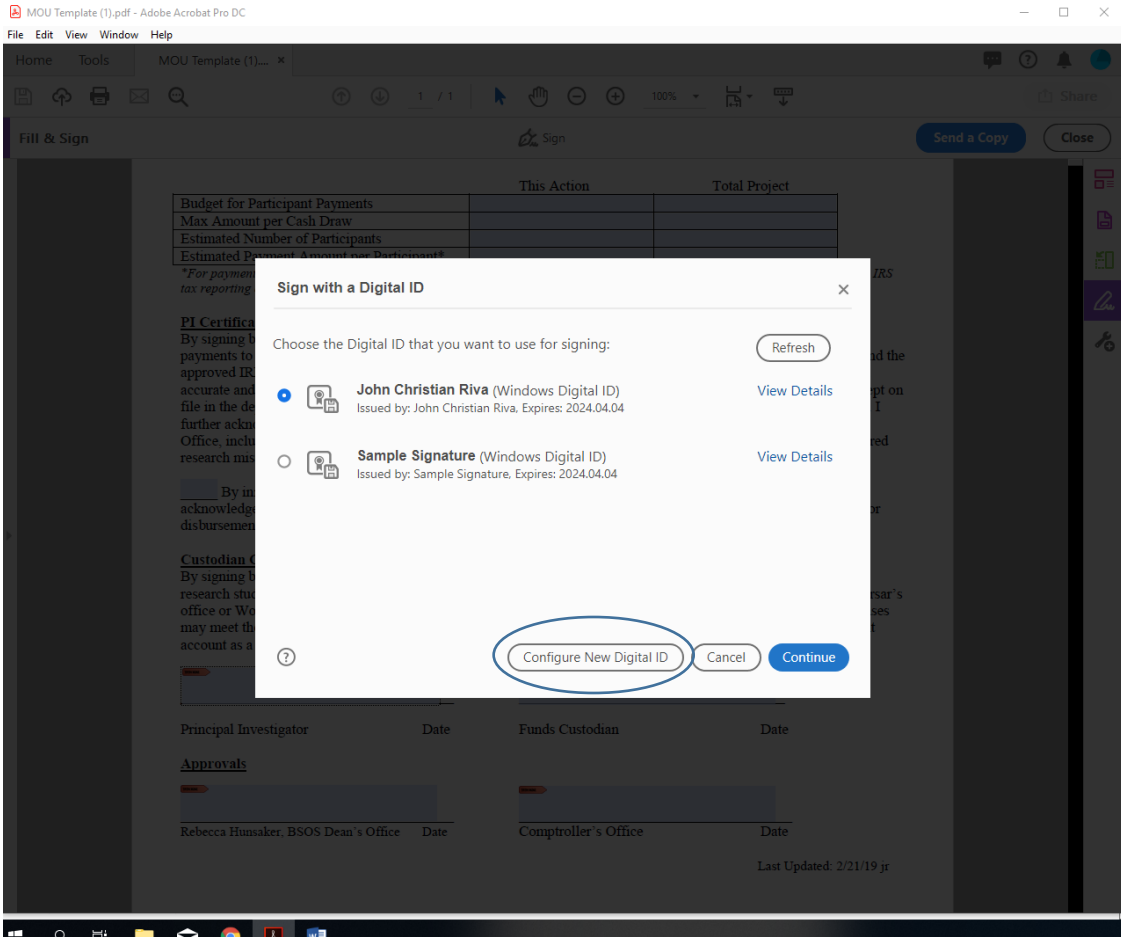 MOU Template (1).pdf - Adobe Acrobat Pro DC
File Edit View Window Help
Home Tools MOU Template (1)....
1 / 1 100% Share
Fill & Sign Sign Send a Copy Close
This Action Total Project
Budget for Participant Payments
Max Amount per Cash Draw
Estimated Number of Participants
Estimated Payment Amount per Participant*
*For paymen IRS
tax reporting
Sign with a Digital ID
PI Certifica
By signing b
payments to nd the
approved IR
accurate and ept on
file in the de I
further ackno
Office, inclu red
research mis
Choose the Digital ID that you want to use for signing: Refresh
John Christian Riva (Windows Digital ID) View Details
Issued by: John Christian Riva, Expires: 2024.04.04
Sample Signature (Windows Digital ID) View Details
Issued by: Sample Signature, Expires: 2024.04.04
By in
acknowledge or
disbursemen
Custodian C
By signing b
research stud rsar's
office or Wo ses
may meet th t
account as a
Configure New Digital ID Cancel Continue
Principal Investigator Date Funds Custodian Date
Approvals
Rebecca Hunsaker, BSOS Dean's Office Date Comptroller's Office Date
Last Updated: 2/21/19 jr